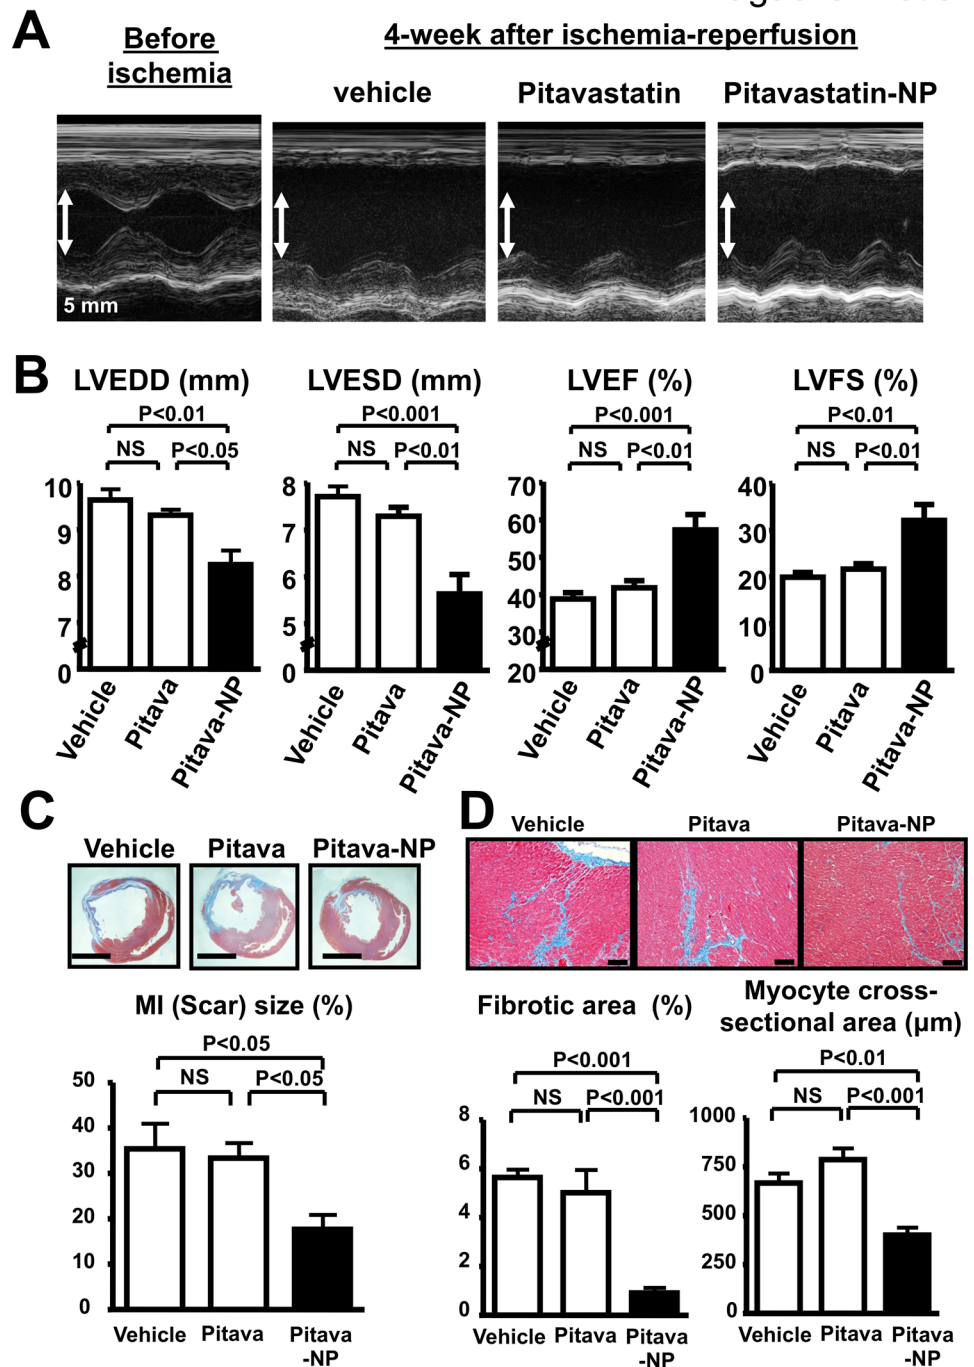 A
Before
ischemia
4-week after ischemia-reperfusion
vehicle
Pitavastatin
Pitavastatin-NP
5 mm
B
LVEDD (mm)
P<0.01
NS
P<0.05
10
9
8
7
0
Vehicle
Pitava
Pitava-NP
LVESD (mm)
P<0.001
NS
P<0.01
8
7
6
5
0
Vehicle
Pitava
Pitava-NP
LVEF (%)
P<0.001
NS
P<0.01
70
60
50
40
30
20
Vehicle
Pitava
Pitava-NP
LVFS (%)
P<0.01
NS
P<0.01
40
30
20
10
0
Vehicle
Pitava
Pitava-NP
C
Vehicle
Pitava
Pitava-NP
MI (Scar) size (%)
P<0.05
NS
P<0.05
50
40
30
20
10
0
Vehicle
Pitava
Pitava
-NP
D
Vehicle
Pitava
Pitava-NP
Fibrotic area (%)
P<0.001
NS
P<0.001
8
6
4
2
0
Vehicle
Pitava
Pitava
-NP
Myocyte cross-
sectional area (µm)
P<0.01
NS
P<0.001
1000
750
500
250
0
Vehicle
Pitava
Pitava
-NP